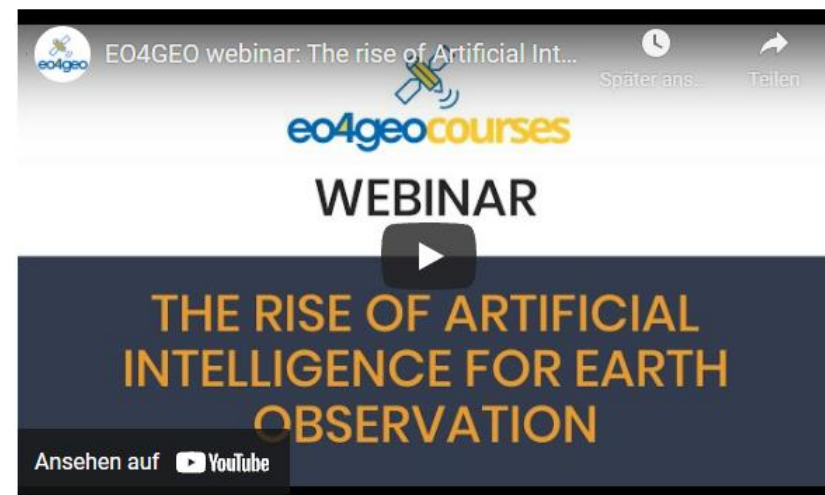 eo4geo
EO4GEO webinar: The rise of Artificial Int...
Später ans...
Teilen
eo4geocourses
WEBINAR
THE RISE OF ARTIFICIAL
INTELLIGENCE FOR EARTH
OBSERVATION
Ansehen auf YouTube